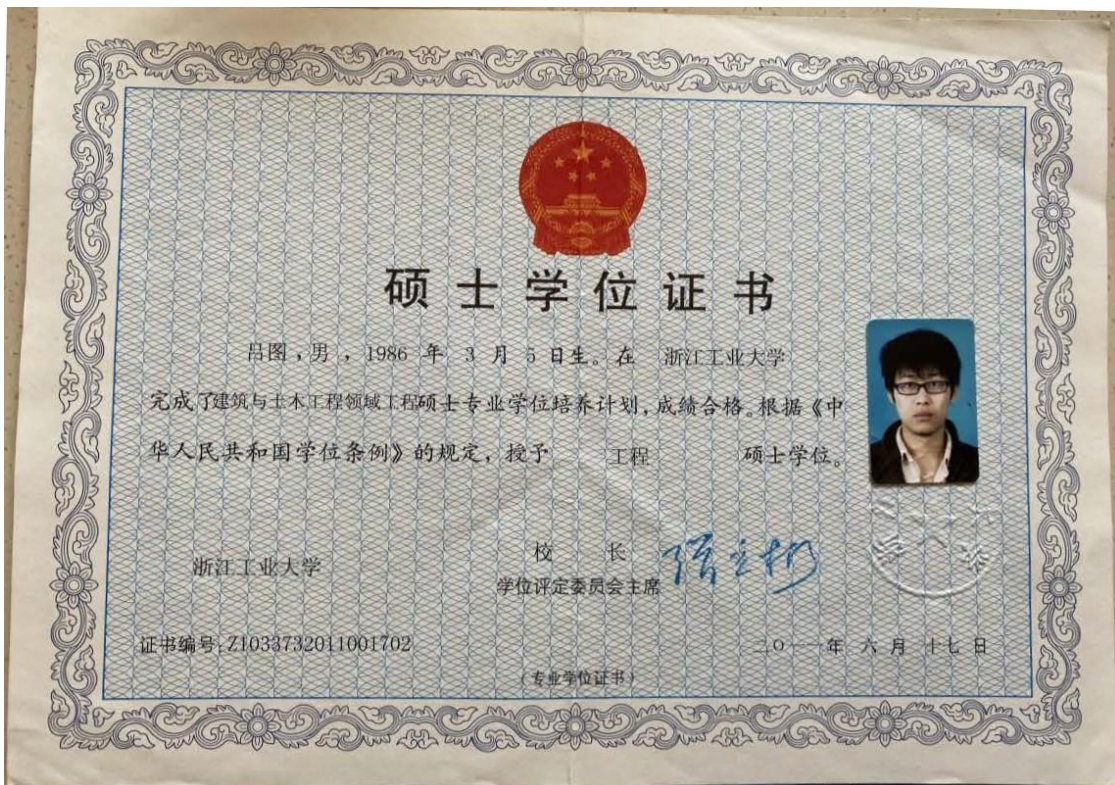 硕士学位证书
吕图，男，1986 年 3 月 5 日生。在 浙江工业大学
完成了建筑与土木工程领域工程硕士专业学位培养计划，成绩合格。根据《中
华人民共和国学位条例》的规定，授予 工程 硕士学位。
浙江工业大学
校 长
学位评定委员会主席
张立彬
证书编号：Z1033732011001702
二〇一一年 六 月 十七 日
（专业学位证书）